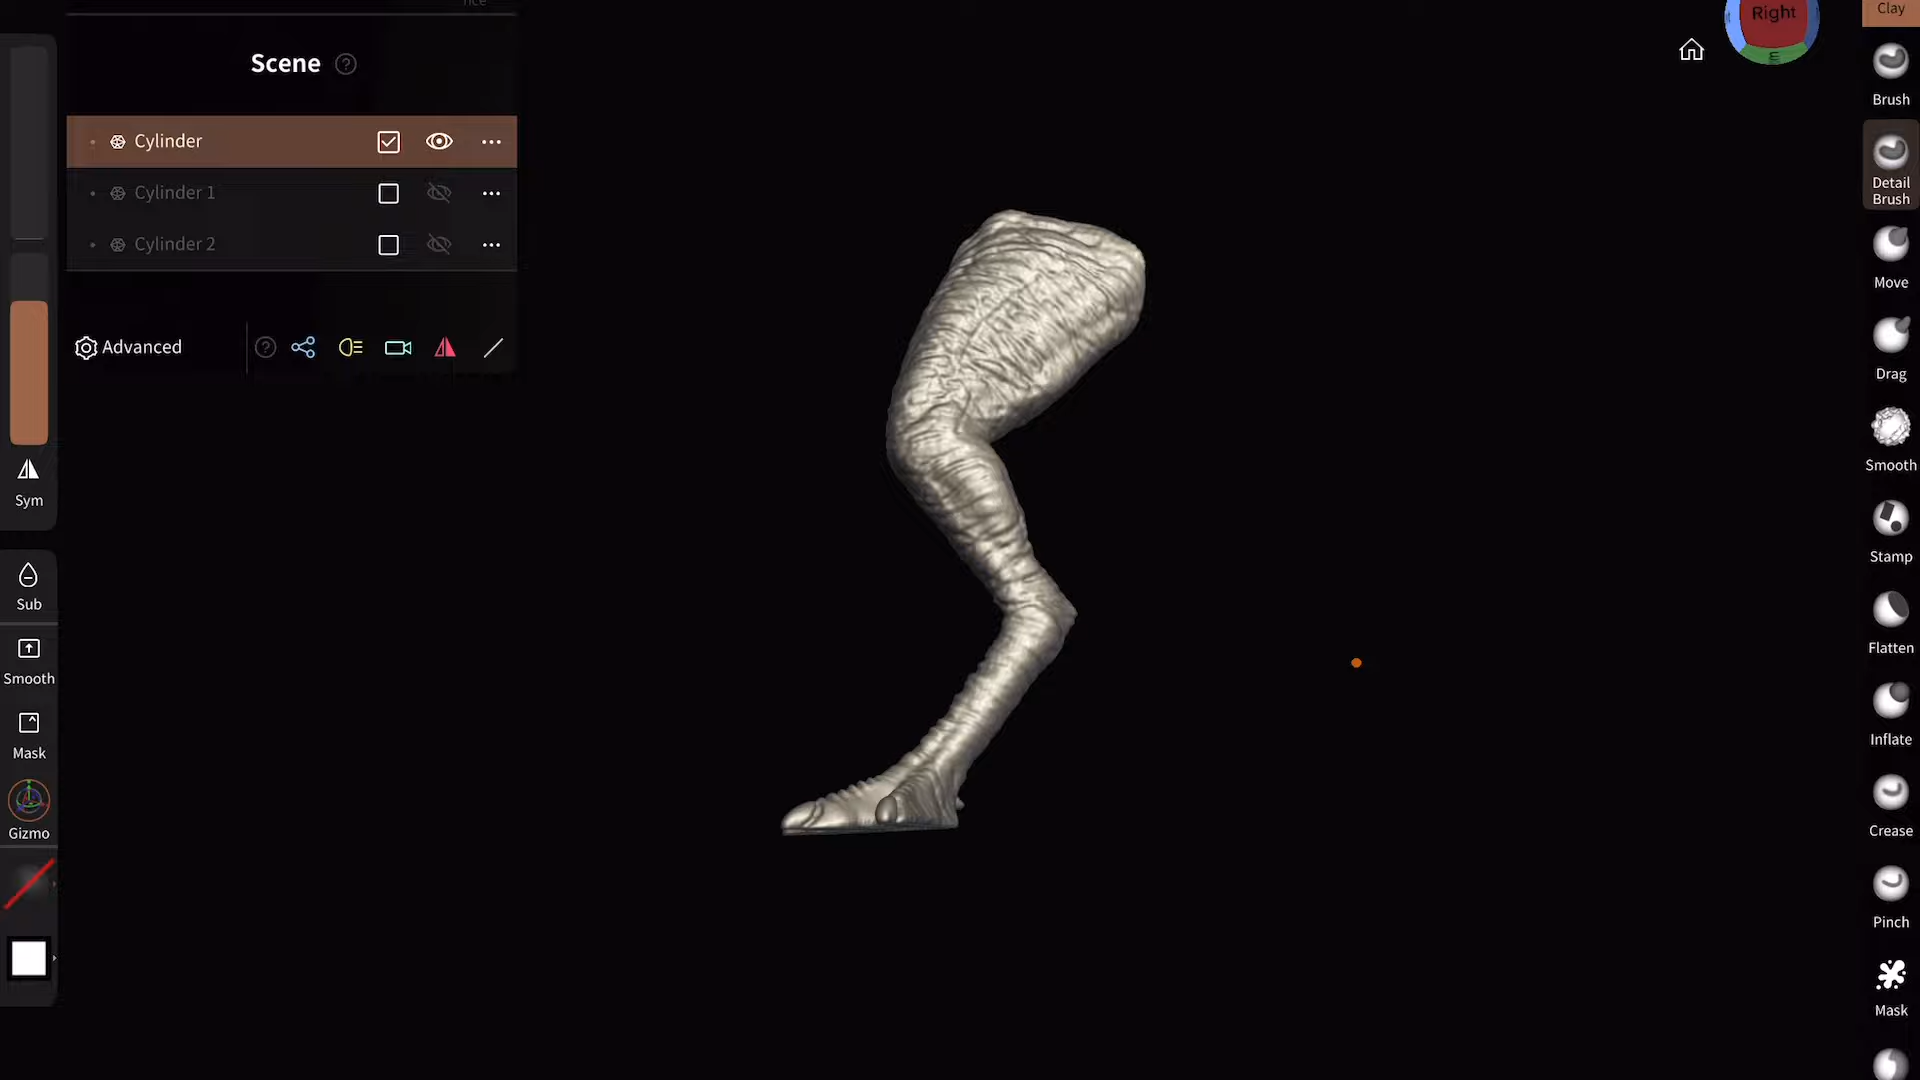 Scene
Cylinder
Cylinder 1
Cylinder 2
Advanced
Sym
Sub
Smooth
Mask
Gizmo
Right
Clay
Brush
Detail
Brush
Move
Drag
Smooth
Stamp
Flatten
Inflate
Crease
Pinch
Mask